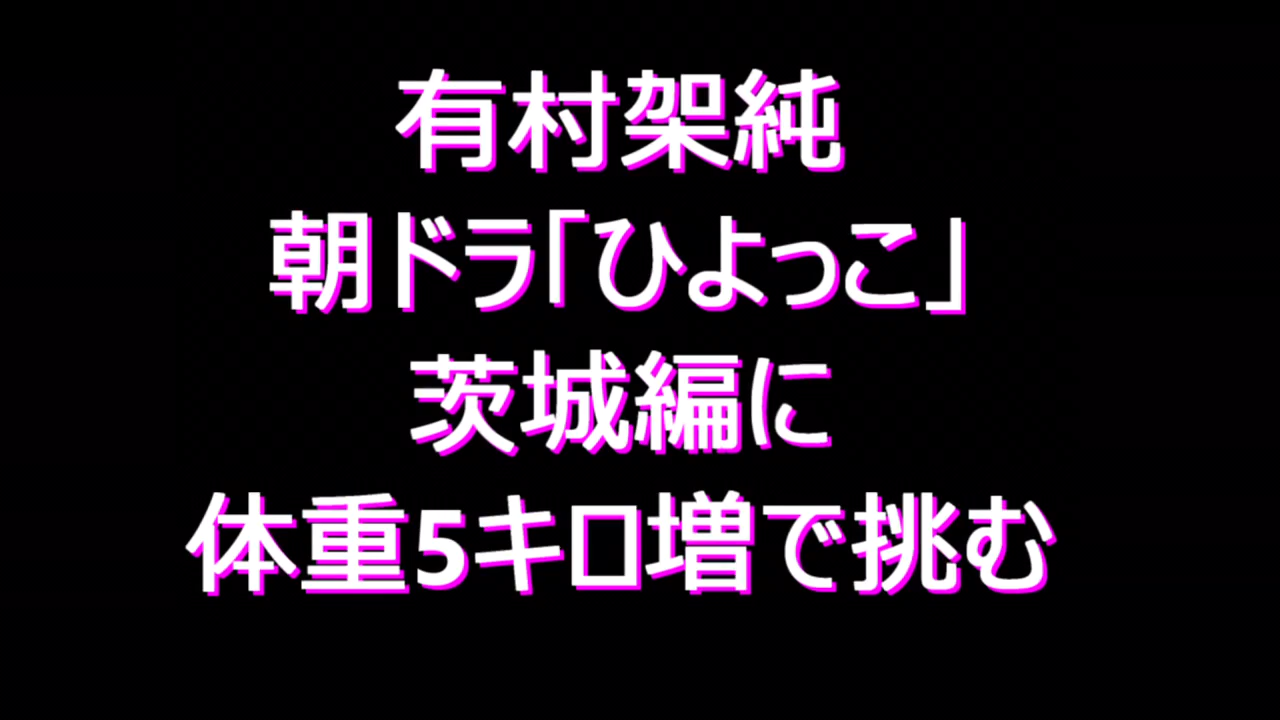 有村架純
朝ドラ「ひよっこ」
茨城編に
体重5キロ増で挑む